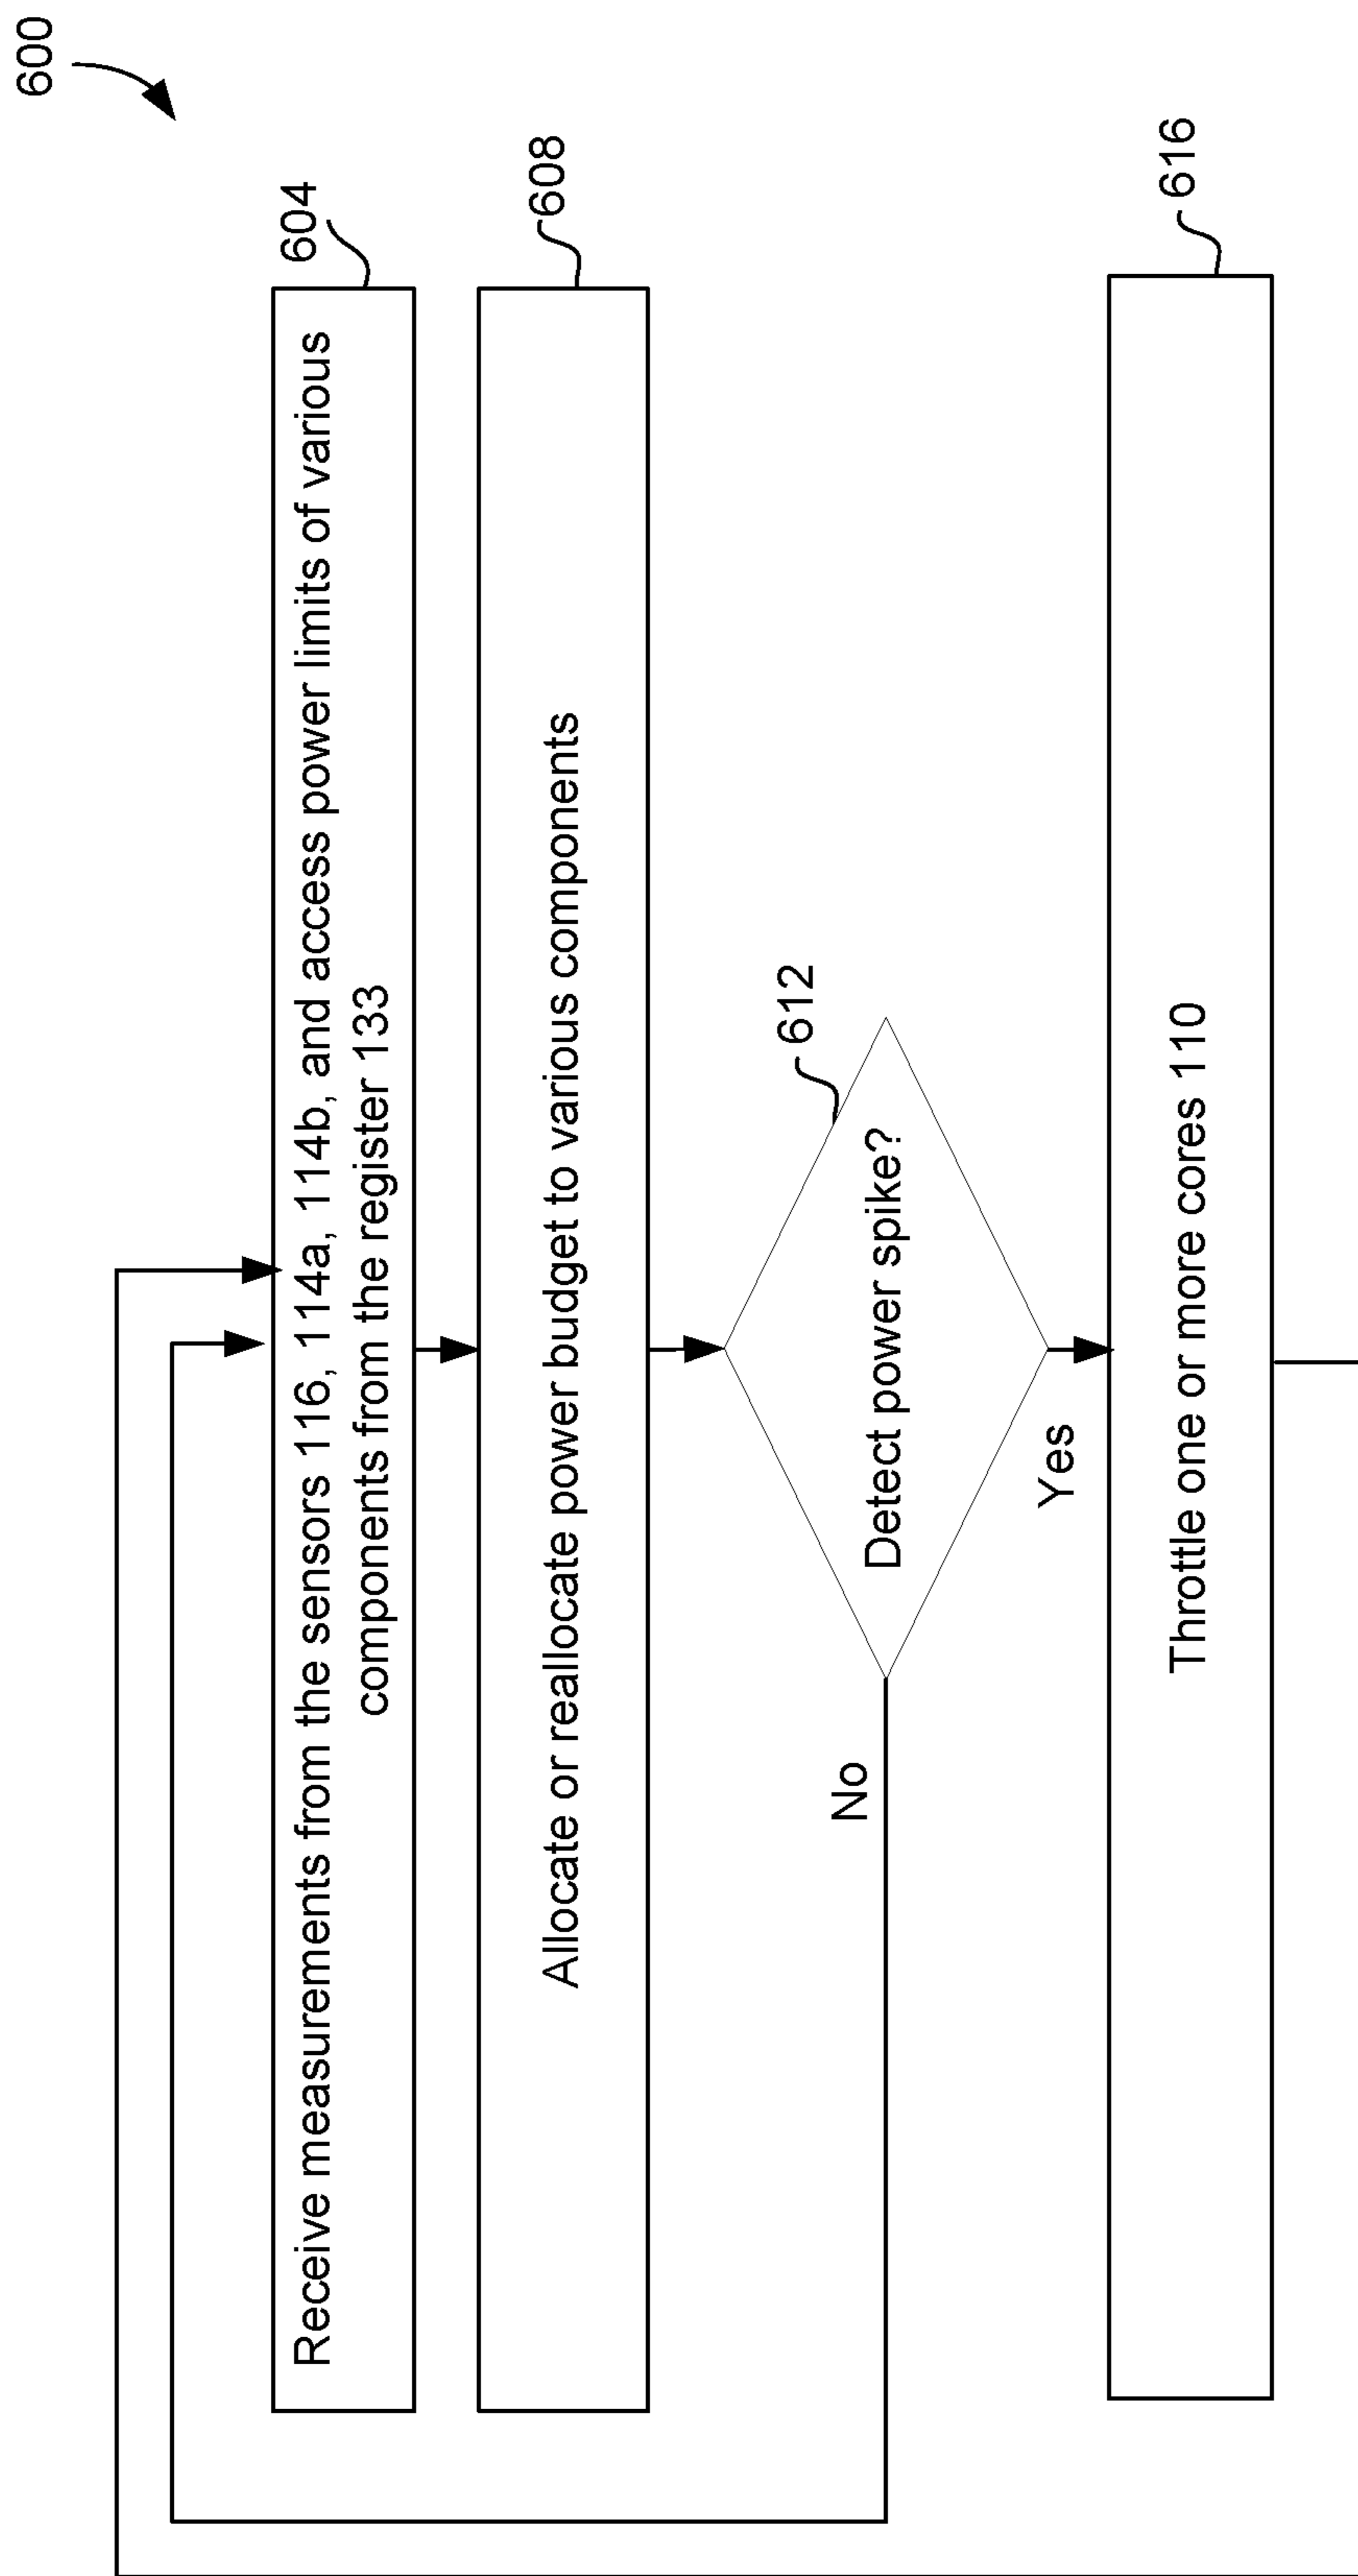 600
604
Receive measurements from the sensors 116, 114a, 114b, and access power limits of various
components from the register 133
608
Allocate or reallocate power budget to various components
612
Detect power spike?
No
Yes
616
Throttle one or more cores 110